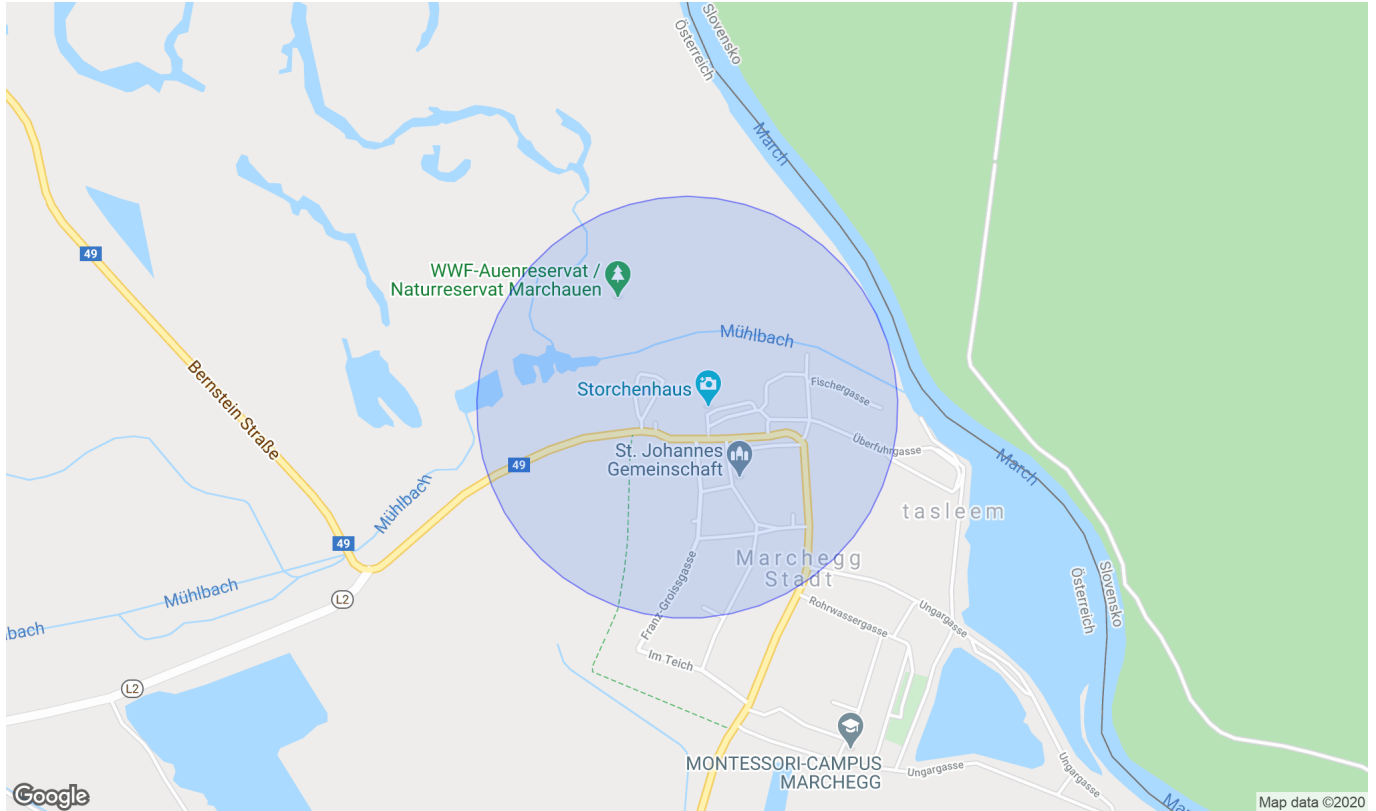 Slovensko
Österreich
March
WWF-Auenreservat /
Naturreservat Marchauen
49
Mühlbach
Bernstein Straße
Storchenhaus
Fischergasse
Überfuhrgasse
St. Johannes
Gemeinschaft
49
March
Mühlbach
tasleem
49
Marchegg
Stadt
Slovensko
Österreich
Mühlbach
L2
Franz-Groissgasse
Rohrwassergasse
Ungargasse
lbach
Im Teich
L2
MONTESSORI-CAMPUS
MARCHEGG
Ungargasse
Ungargasse
Google
Map data ©2020